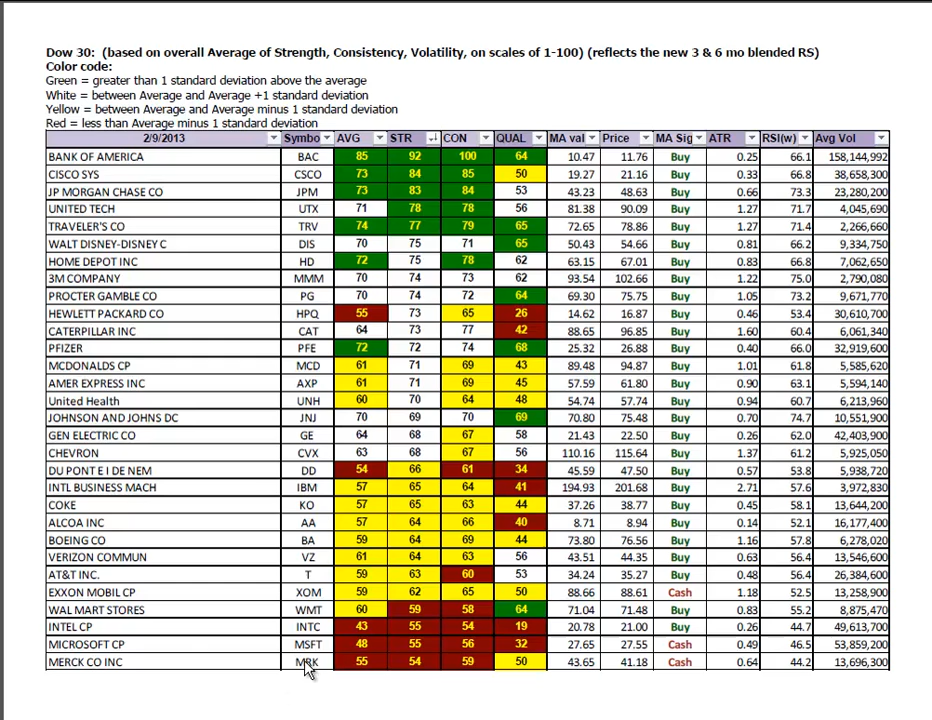 Dow 30: (based on overall Average of Strength, Consistency, Volatility, on scales of 1-100) (reflects the new 3 & 6 mo blended RS)
Color code:
Green = greater than 1 standard deviation above the average
White = between Average and Average +1 standard deviation
Yellow = between Average and Average minus 1 standard deviation
Red = less than Average minus 1 standard deviation
2/9/2013 Symbo AVG STR CON QUAL MA val Price MA Sig ATR RSI(w) Avg Vol
BANK OF AMERICA BAC 85 92 100 64 10.47 11.76 Buy 0.25 66.1 158,144,992
CISCO SYS CSCO 73 84 85 50 19.27 21.16 Buy 0.33 66.8 38,658,300
JP MORGAN CHASE CO JPM 73 83 84 53 43.23 48.63 Buy 0.66 73.3 23,280,200
UNITED TECH UTX 71 78 78 56 81.38 90.09 Buy 1.27 71.7 4,045,690
TRAVELER'S CO TRV 74 77 79 65 72.65 78.86 Buy 1.27 71.4 2,266,660
WALT DISNEY-DISNEY C DIS 70 75 71 65 50.43 54.66 Buy 0.81 66.2 9,334,750
HOME DEPOT INC HD 72 75 78 62 63.15 67.01 Buy 0.83 66.8 7,062,650
3M COMPANY MMM 70 74 73 62 93.54 102.66 Buy 1.22 75.0 2,790,080
PROCTER GAMBLE CO PG 70 74 72 64 69.30 75.75 Buy 1.05 73.2 9,671,770
HEWLETT PACKARD CO HPQ 55 73 65 26 14.62 16.87 Buy 0.46 53.4 30,610,700
CATERPILLAR INC CAT 64 73 77 42 88.65 96.85 Buy 1.60 60.4 6,061,340
PFIZER PFE 72 72 74 68 25.32 26.88 Buy 0.40 66.0 32,919,600
MCDONALDS CP MCD 61 71 69 43 89.48 94.87 Buy 1.01 61.8 5,585,620
AMER EXPRESS INC AXP 61 71 69 45 57.59 61.80 Buy 0.90 63.1 5,594,140
United Health UNH 60 70 64 48 54.74 57.74 Buy 0.94 60.7 6,213,960
JOHNSON AND JOHNS DC JNJ 70 69 70 69 70.80 75.48 Buy 0.70 74.7 10,551,900
GEN ELECTRIC CO GE 64 68 67 58 21.43 22.50 Buy 0.26 62.0 42,403,900
CHEVRON CVX 63 68 67 56 110.16 115.64 Buy 1.37 61.2 5,925,050
DU PONT E I DE NEM DD 54 66 61 34 45.59 47.50 Buy 0.57 53.8 5,938,720
INTL BUSINESS MACH IBM 57 65 64 41 194.93 201.68 Buy 2.71 57.6 3,972,830
COKE KO 57 65 63 44 37.26 38.77 Buy 0.45 58.1 13,644,200
ALCOA INC AA 57 64 66 40 8.71 8.94 Buy 0.14 52.1 16,177,400
BOEING CO BA 59 64 69 44 73.80 76.56 Buy 1.16 57.8 6,278,020
VERIZON COMMUN VZ 61 64 63 56 43.51 44.35 Buy 0.63 56.4 13,546,600
AT&T INC. T 59 63 60 53 34.24 35.27 Buy 0.48 56.4 26,384,600
EXXON MOBIL CP XOM 59 62 65 50 88.66 88.61 Cash 1.18 52.5 13,258,900
WAL MART STORES WMT 60 59 58 64 71.04 71.48 Buy 0.83 55.2 8,875,470
INTEL CP INTC 43 55 54 19 20.78 21.00 Buy 0.26 44.7 49,613,700
MICROSOFT CP MSFT 48 55 56 32 27.65 27.55 Cash 0.49 46.5 53,859,200
MERCK CO INC MRK 55 54 59 50 43.65 41.18 Cash 0.64 44.2 13,696,300